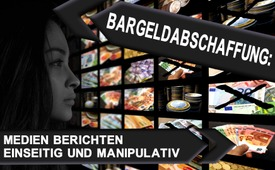 BARGELDABSCHAFFUNG:
MEDIEN BERICHTEN
EINSEITIG UND MANIPULATIV